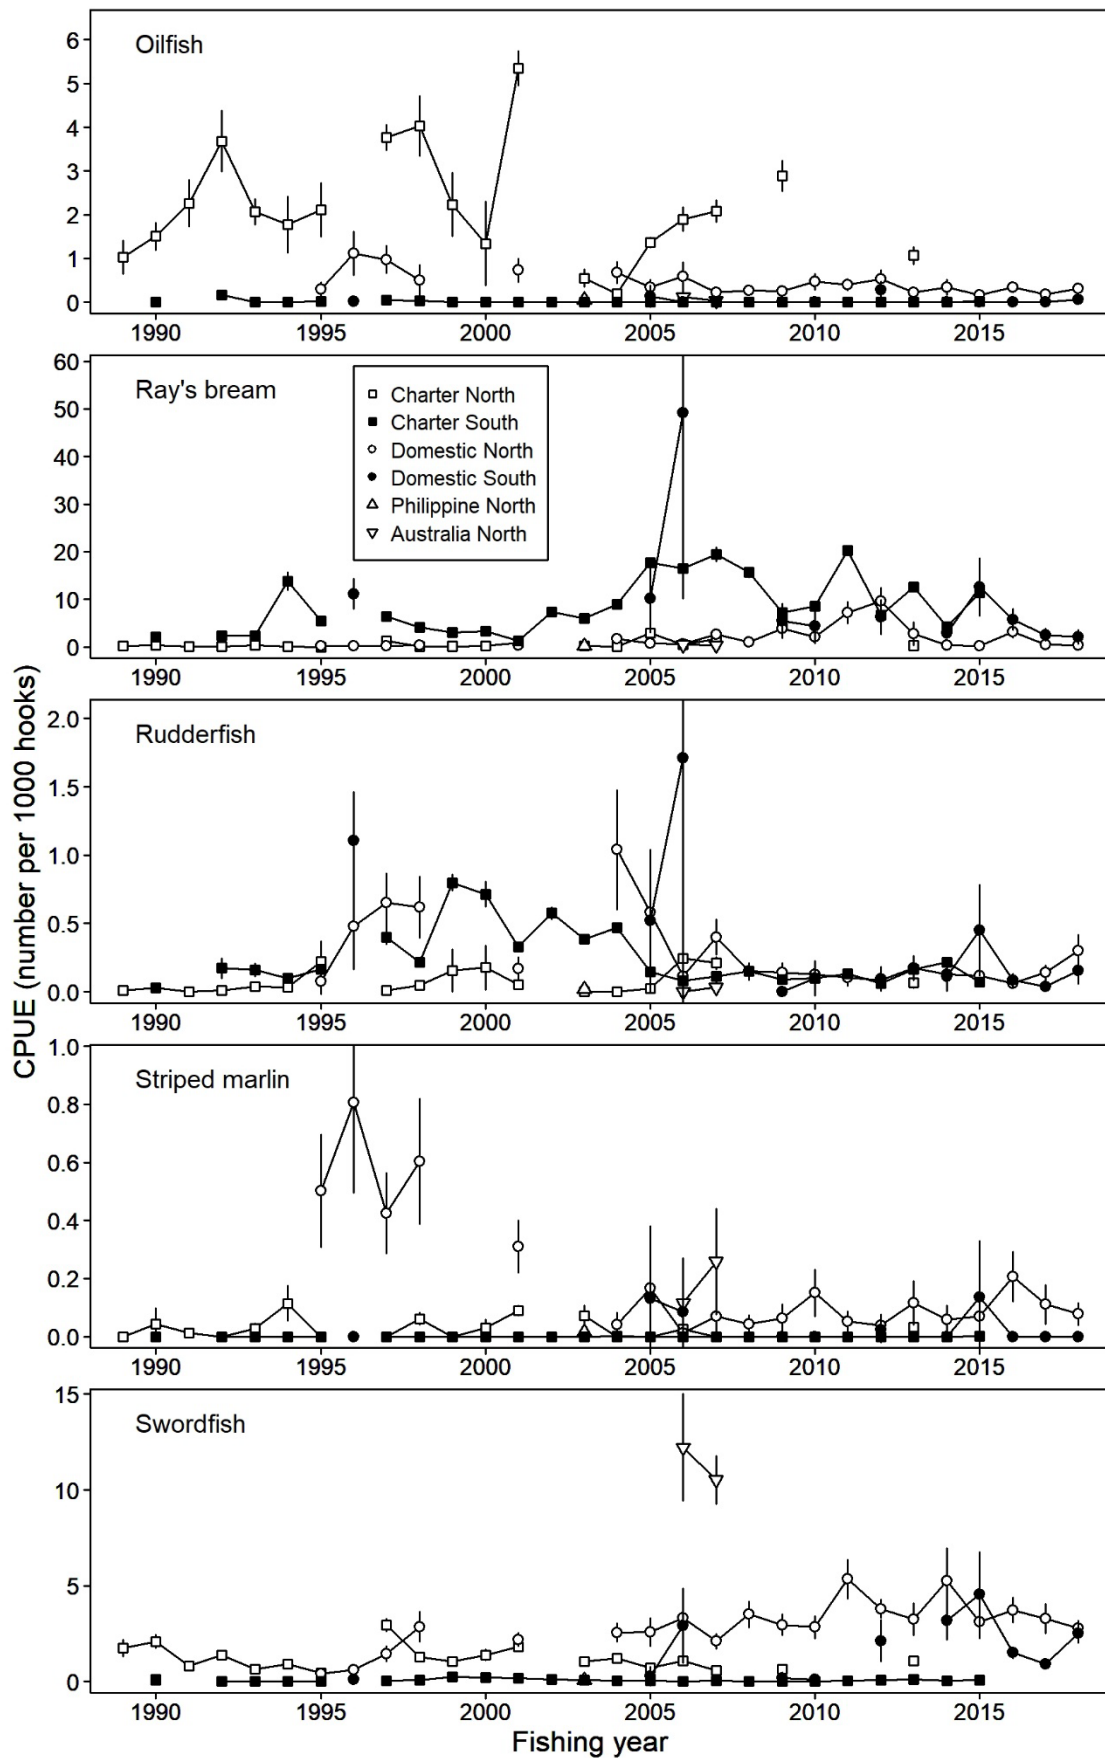 Oilfish
6
5
4
3
2
1
0
1990 1995 2000 2005 2010 2015
Ray's bream
60
50
40
30
20
10
0
Charter North
Charter South
Domestic North
Domestic South
Philippine North
Australia North
1990 1995 2000 2005 2010 2015
Rudderfish
2.0
1.5
1.0
0.5
0.0
1990 1995 2000 2005 2010 2015
CPUE (number per 1000 hooks)
Striped marlin
1.0
0.8
0.6
0.4
0.2
0.0
1990 1995 2000 2005 2010 2015
Swordfish
15
10
5
0
1990 1995 2000 2005 2010 2015
Fishing year